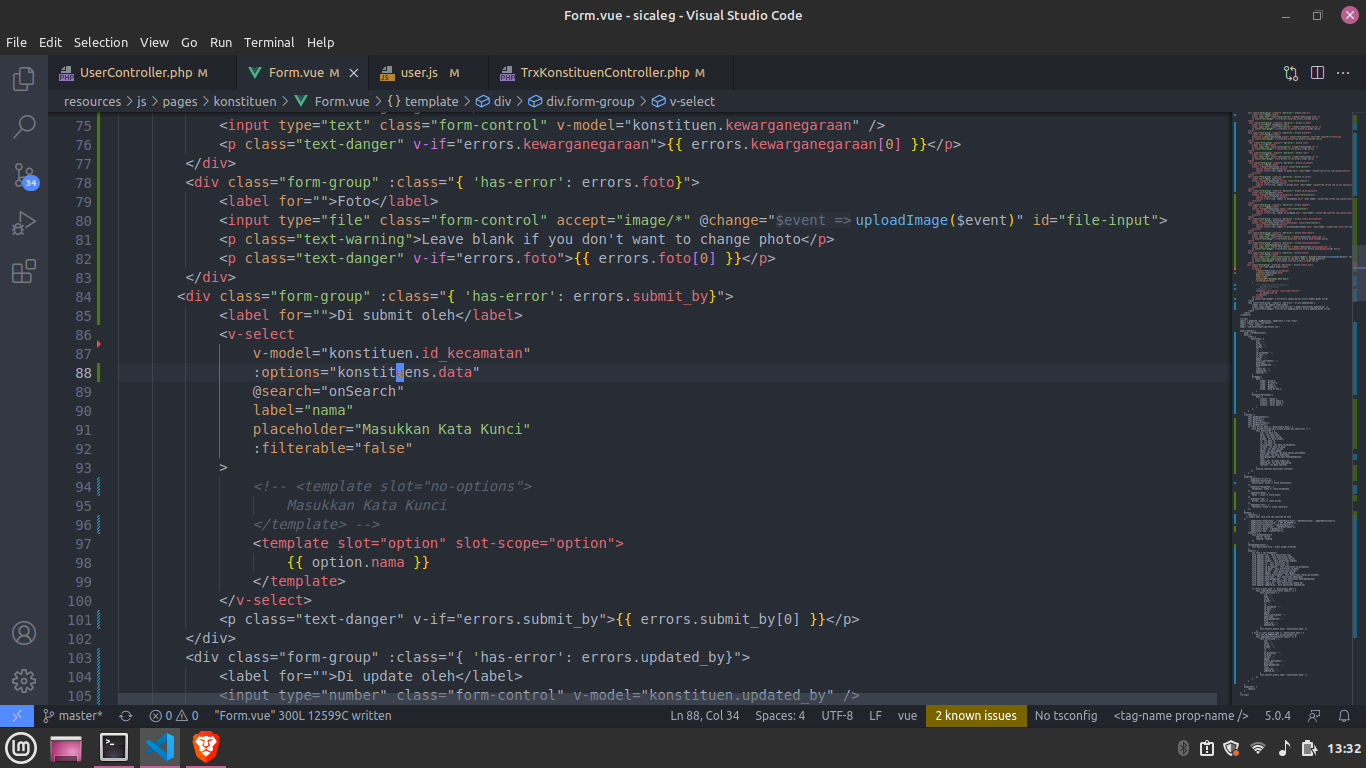 Form.vue - sicaleg - Visual Studio Code
File Edit Selection View Go Run Terminal Help
UserController.php M Form.vue M user.js M TrxKonstituenController.php M
resources > js > pages > konstituen > Form.vue > {} template > div > div.form-group > v-select
75 <input type="text" class="form-control" v-model="konstituen.kewarganegaraan" />
76 <p class="text-danger" v-if="errors.kewarganegaraan">{{ errors.kewarganegaraan[0] }}</p>
77 </div>
78 <div class="form-group" :class="{ 'has-error': errors.foto}">
79 <label for="">Foto</label>
80 <input type="file" class="form-control" accept="image/*" @change="$event => uploadImage($event)" id="file-input">
81 <p class="text-warning">Leave blank if you don't want to change photo</p>
82 <p class="text-danger" v-if="errors.foto">{{ errors.foto[0] }}</p>
83 </div>
84 <div class="form-group" :class="{ 'has-error': errors.submit_by}">
85 <label for="">Di submit oleh</label>
86 <v-select
87 v-model="konstituen.id_kecamatan"
88 :options="konstituens.data"
89 @search="onSearch"
90 label="nama"
91 placeholder="Masukkan Kata Kunci"
92 :filterable="false"
93 >
94 <!-- <template slot="no-options">
95 Masukkan Kata Kunci
96 </template> -->
97 <template slot="option" slot-scope="option">
98 {{ option.nama }}
99 </template>
100 </v-select>
101 <p class="text-danger" v-if="errors.submit_by">{{ errors.submit_by[0] }}</p>
102 </div>
103 <div class="form-group" :class="{ 'has-error': errors.updated_by}">
104 <label for="">Di update oleh</label>
105 <input type="number" class="form-control" v-model="konstituen.updated_by" />
34
master* 0 0 "Form.vue" 300L 12599C written Ln 88, Col 34 Spaces: 4 UTF-8 LF vue 2 known issues No tsconfig <tag-name prop-name /> 5.0.4
13:32